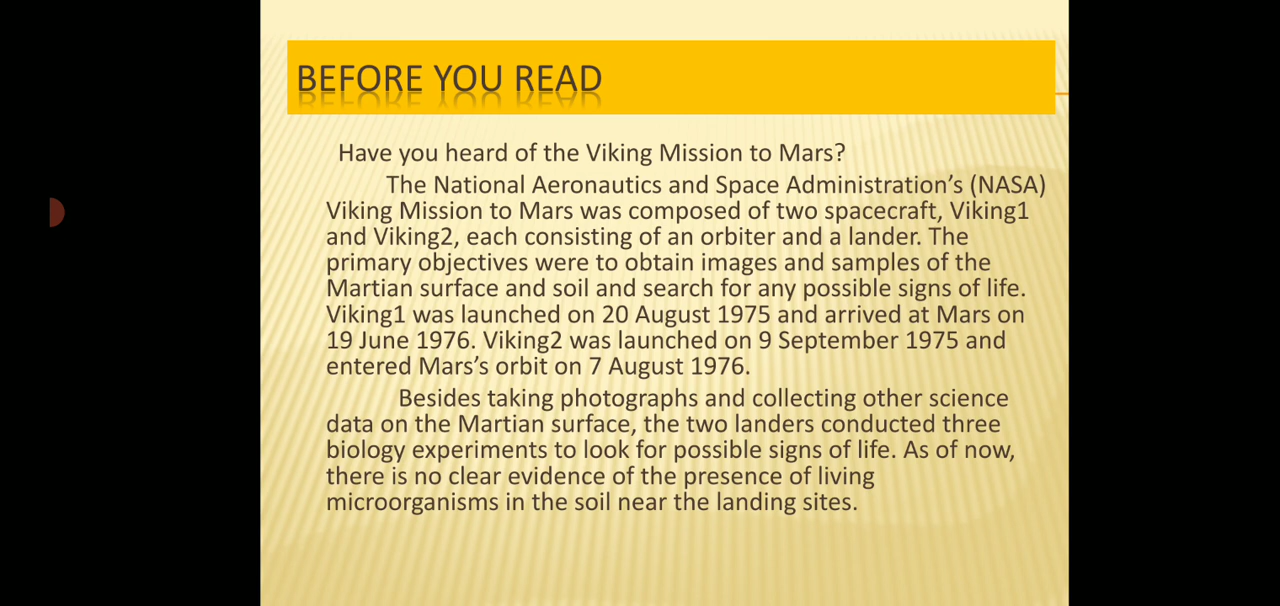 BEFORE YOU READ
Have you heard of the Viking Mission to Mars?
The National Aeronautics and Space Administration’s (NASA)
Viking Mission to Mars was composed of two spacecraft, Viking1
and Viking2, each consisting of an orbiter and a lander. The
primary objectives were to obtain images and samples of the
Martian surface and soil and search for any possible signs of life.
Viking1 was launched on 20 August 1975 and arrived at Mars on
19 June 1976. Viking2 was launched on 9 September 1975 and
entered Mars’s orbit on 7 August 1976.
Besides taking photographs and collecting other science
data on the Martian surface, the two landers conducted three
biology experiments to look for possible signs of life. As of now,
there is no clear evidence of the presence of living
microorganisms in the soil near the landing sites.